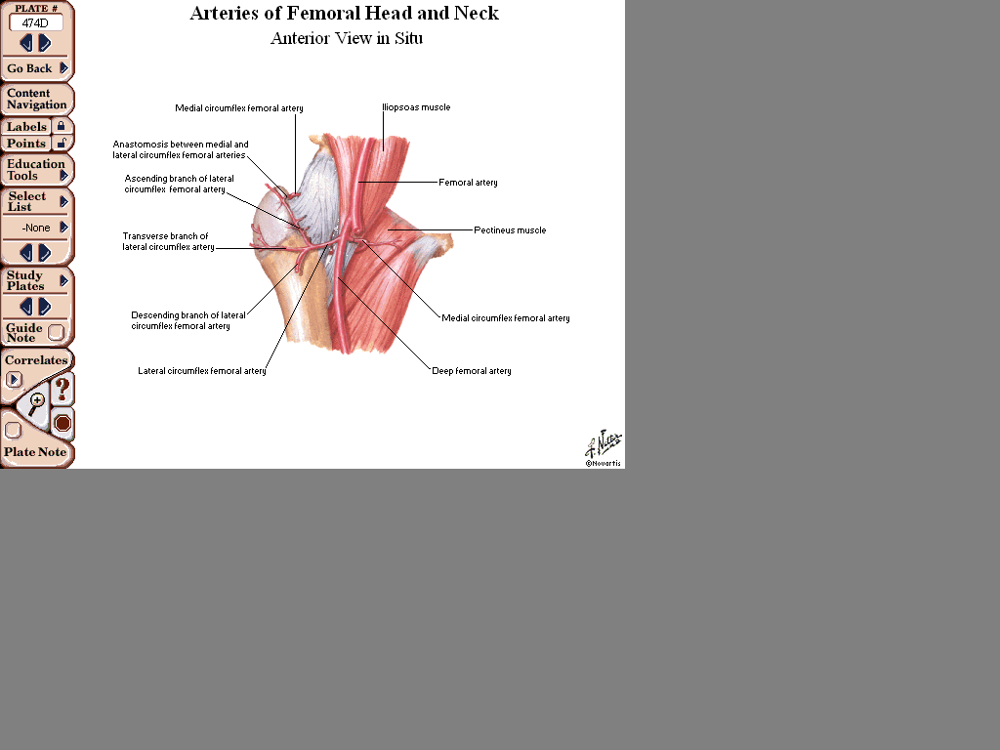 PLATE #
474D
Go Back
Content
Navigation
Labels
Points
Education
Tools
Select
List
-None
Study
Plates
Guide
Note
Correlates
?
Plate Note
Arteries of Femoral Head and Neck
Anterior View in Situ
Medial circumflex femoral artery
Iliopsoas muscle
Anastomosis between medial and
lateral circumflex femoral arteries
Ascending branch of lateral
circumflex femoral artery
Femoral artery
Transverse branch of
lateral circumflex artery
Pectineus muscle
Descending branch of lateral
circumflex femoral artery
Medial circumflex femoral artery
Lateral circumflex femoral artery
Deep femoral artery
F. Netter
©Novartis